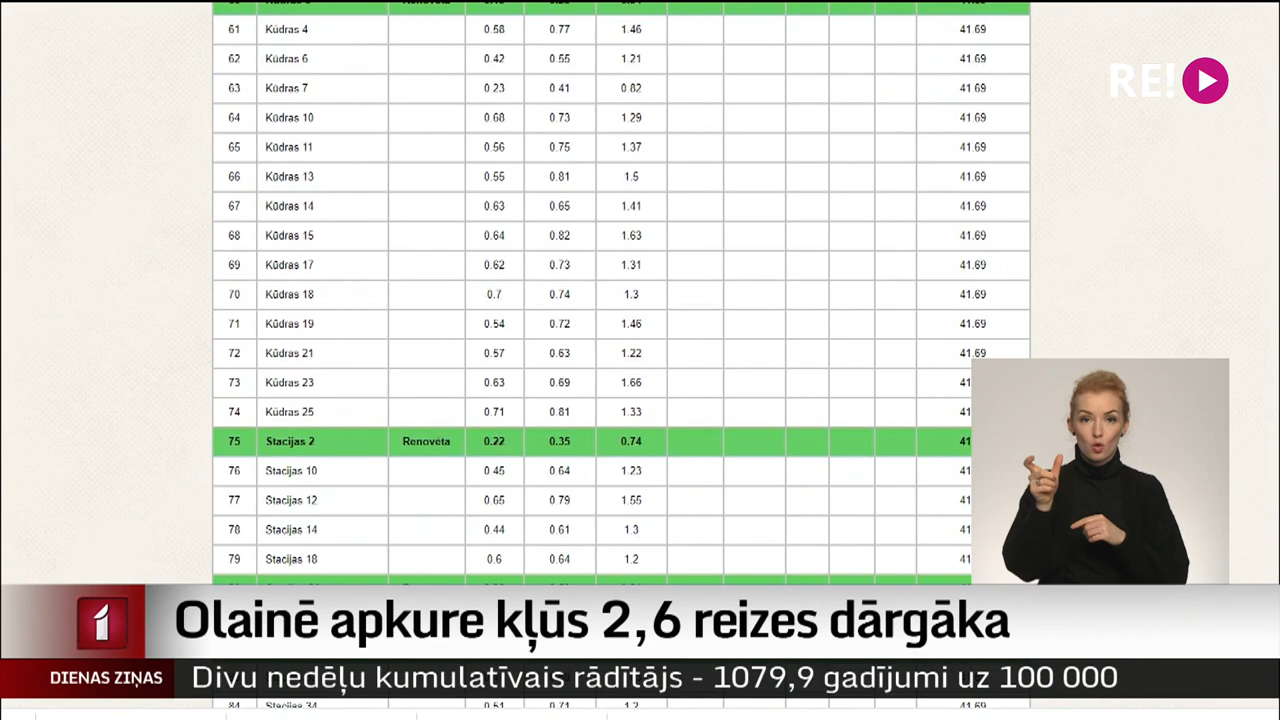 RE!
61 Kūdras 4 0.58 0.77 1.46 41.69
62 Kūdras 6 0.42 0.55 1.21 41.69
63 Kūdras 7 0.23 0.41 0.82 41.69
64 Kūdras 10 0.68 0.73 1.29 41.69
65 Kūdras 11 0.56 0.75 1.37 41.69
66 Kūdras 13 0.55 0.81 1.5 41.69
67 Kūdras 14 0.63 0.65 1.41 41.69
68 Kūdras 15 0.64 0.82 1.63 41.69
69 Kūdras 17 0.62 0.73 1.31 41.69
70 Kūdras 18 0.7 0.74 1.3 41.69
71 Kūdras 19 0.54 0.72 1.46 41.69
72 Kūdras 21 0.57 0.63 1.22 41.69
73 Kūdras 23 0.63 0.69 1.66 41
74 Kūdras 25 0.71 0.81 1.33 41
75 Stacijas 2 Renovēta 0.22 0.35 0.74 41
76 Stacijas 10 0.45 0.64 1.23 41
77 Stacijas 12 0.65 0.79 1.55 41
78 Stacijas 14 0.44 0.61 1.3 41
79 Stacijas 18 0.6 0.64 1.2 41
1 Olainē apkure kļūs 2,6 reizes dārgāka
DIENAS ZIŅAS Divu nedēļu kumulatīvais rādītājs - 1079,9 gadījumi uz 100 000
84 Stacijas 34 0.51 0.71 1.2 41.69